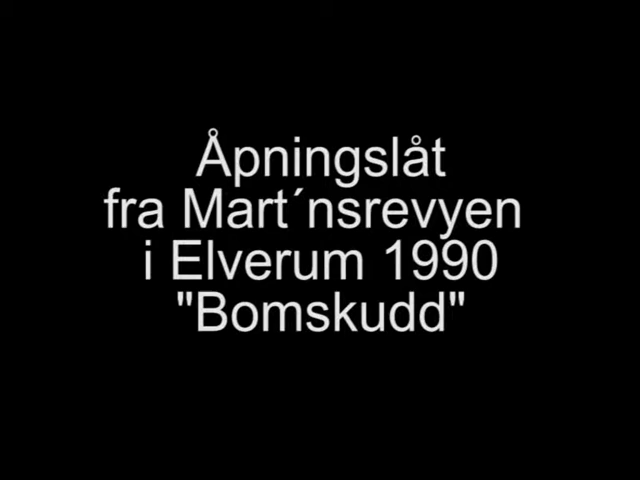 Åpningslåt
fra Mart´nsrevyen
i Elverum 1990
"Bomskudd"